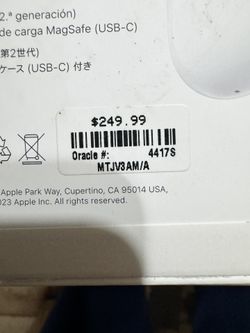 2.ª generación)
de carga MagSafe (USB-C)
第2世代)
ケース (USB-C) 付き
$249.99
Oracle #: 4417S
MTJV3AM/A
Apple Park Way, Cupertino, CA 95014 USA,
023 Apple Inc. All rights reserved.